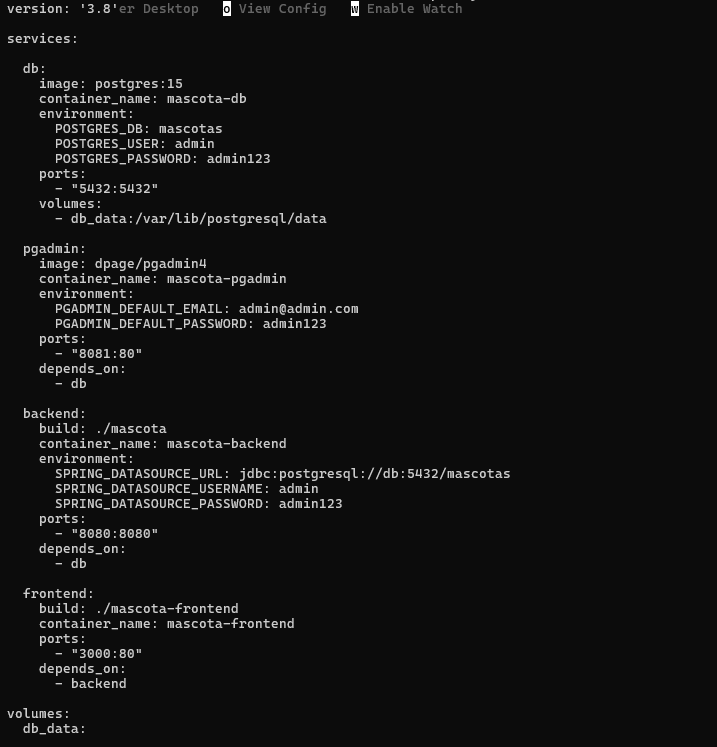 version: '3.8'er Desktop   o View Config   w Enable Watch
services:
  db:
    image: postgres:15
    container_name: mascota-db
    environment:
      POSTGRES_DB: mascotas
      POSTGRES_USER: admin
      POSTGRES_PASSWORD: admin123
    ports:
      - "5432:5432"
    volumes:
      - db_data:/var/lib/postgresql/data
  pgadmin:
    image: dpage/pgadmin4
    container_name: mascota-pgadmin
    environment:
      PGADMIN_DEFAULT_EMAIL: admin@admin.com
      PGADMIN_DEFAULT_PASSWORD: admin123
    ports:
      - "8081:80"
    depends_on:
      - db
  backend:
    build: ./mascota
    container_name: mascota-backend
    environment:
      SPRING_DATASOURCE_URL: jdbc:postgresql://db:5432/mascotas
      SPRING_DATASOURCE_USERNAME: admin
      SPRING_DATASOURCE_PASSWORD: admin123
    ports:
      - "8080:8080"
    depends_on:
      - db
  frontend:
    build: ./mascota-frontend
    container_name: mascota-frontend
    ports:
      - "3000:80"
    depends_on:
      - backend
volumes:
  db_data: